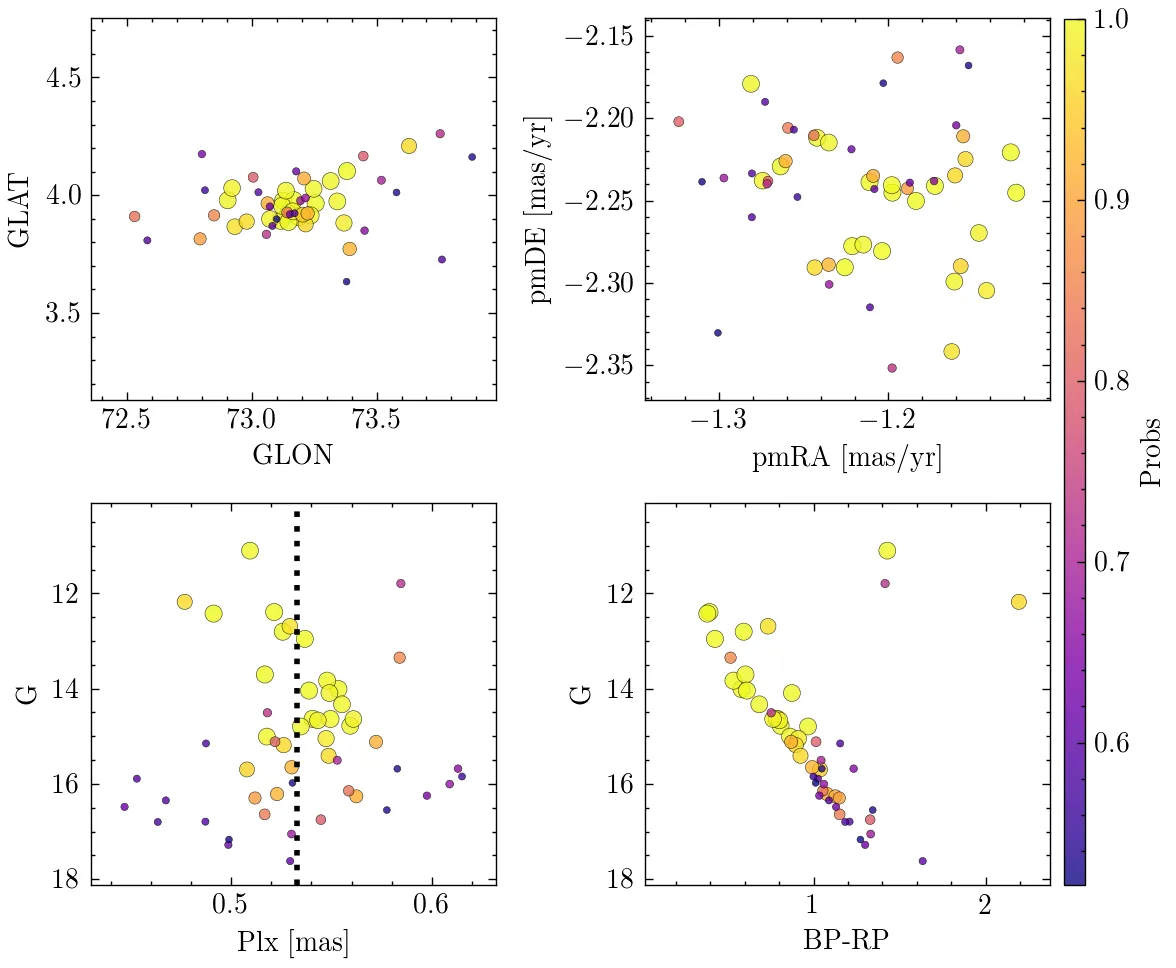 4.5
4.0
3.5
GLAT
72.5 73.0 73.5
GLON
−2.15
−2.20
−2.25
−2.30
−2.35
pmDE [mas/yr]
−1.3 −1.2
pmRA [mas/yr]
12
14
16
18
G
0.5 0.6
Plx [mas]
12
14
16
18
G
1 2
BP-RP
1.0
0.9
0.8
0.7
0.6
Probs